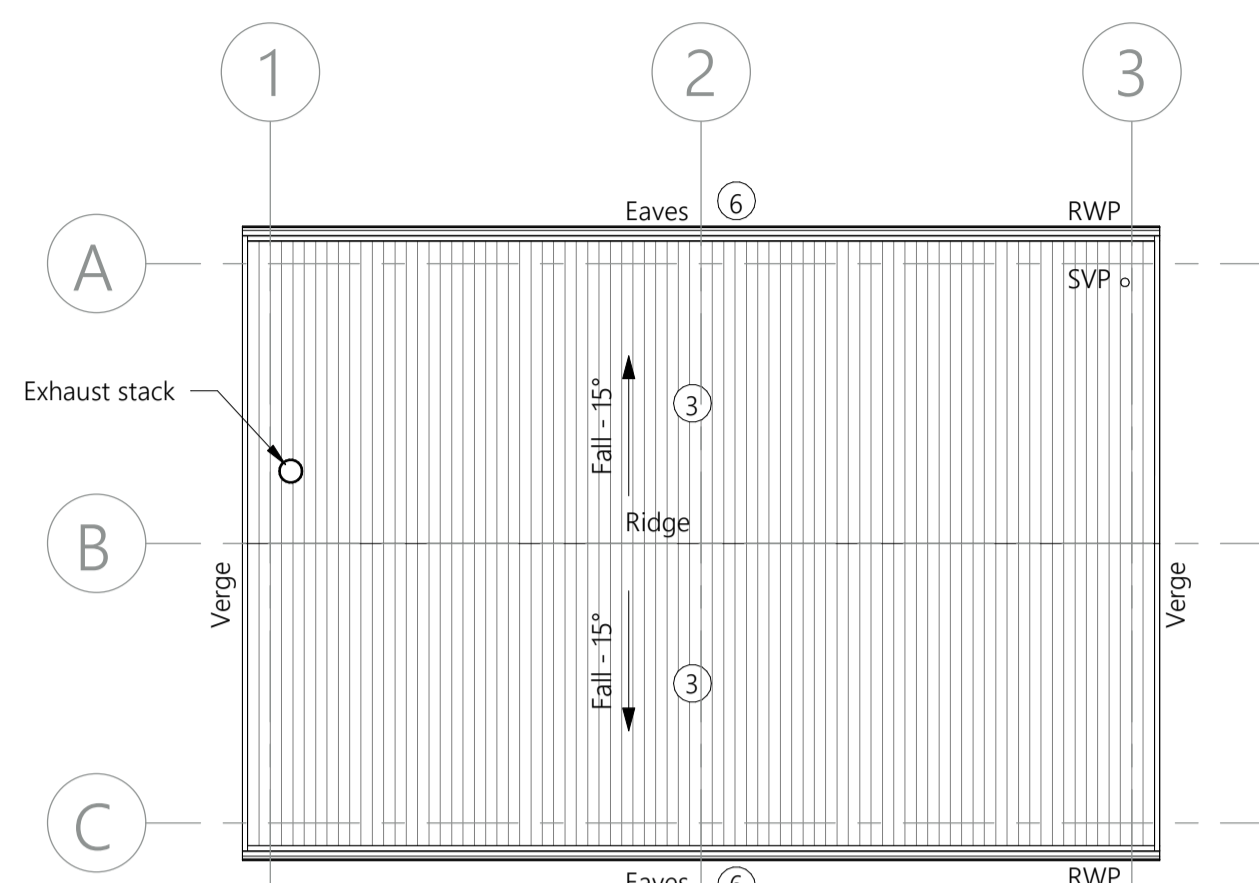 1
2
3
Eaves
6
RWP
A
SVP
Exhaust stack
Fall - 15°
3
Ridge
B
Verge
Verge
Fall - 15°
3
C
Eaves
6
RWP